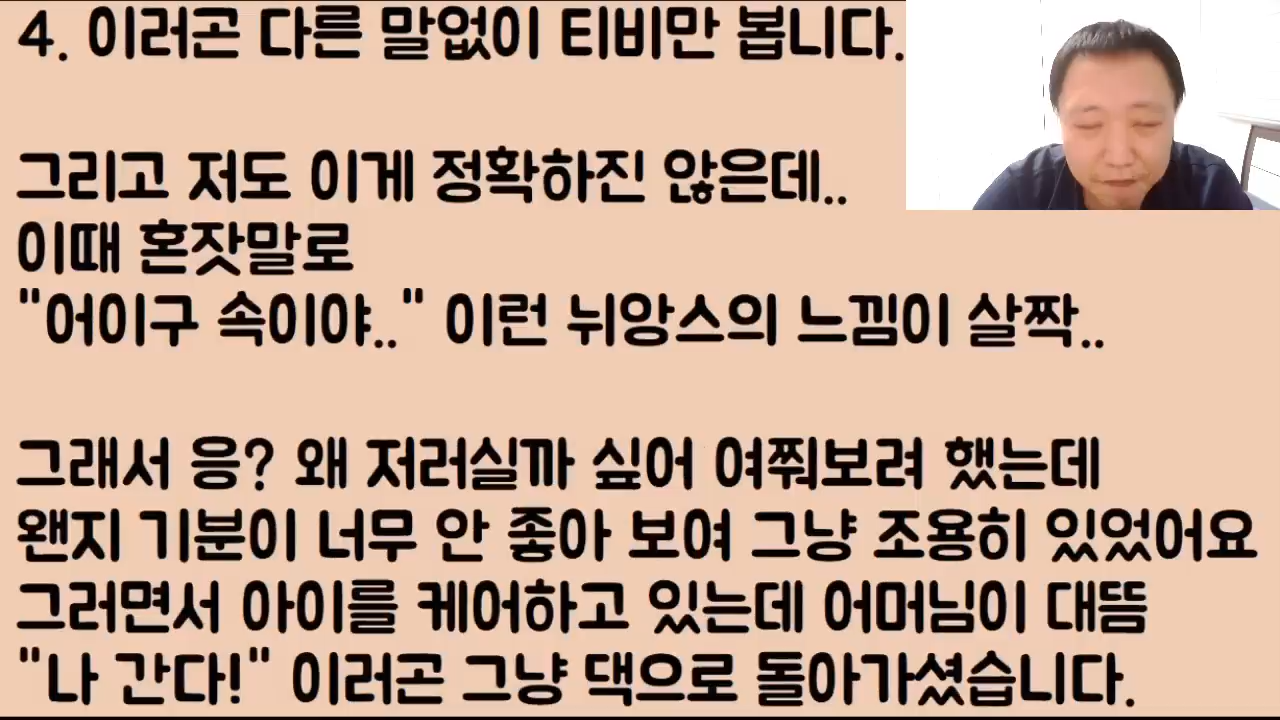 4. 이러곤 다른 말없이 티비만 봅니다.
그리고 저도 이게 정확하진 않은데..
이때 혼잣말로
"어이구 속이야.." 이런 뉘앙스의 느낌이 살짝..
그래서 응? 왜 저러실까 싶어 여쭤보려 했는데
왠지 기분이 너무 안 좋아 보여 그냥 조용히 있었어요
그러면서 아이를 케어하고 있는데 어머님이 대뜸
"나 간다!" 이러곤 그냥 댁으로 돌아가셨습니다.